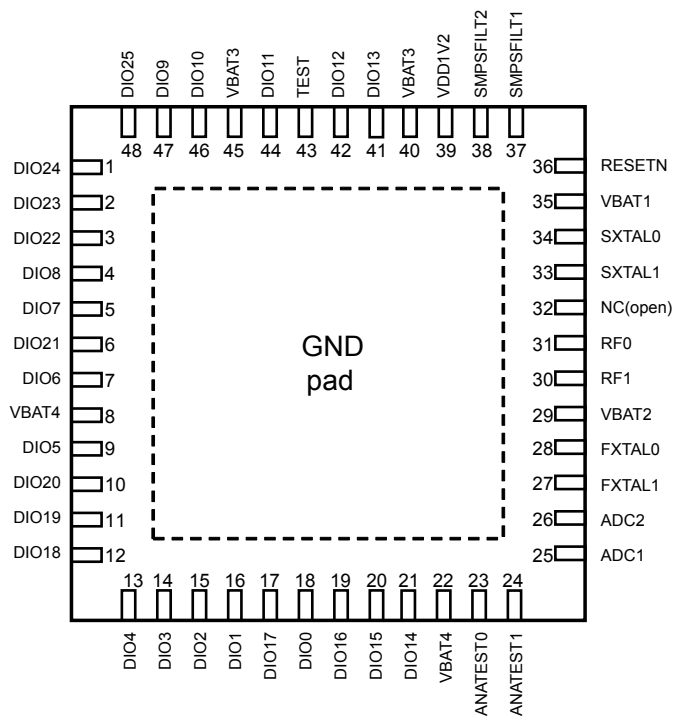 DIO25 DIO9 DIO10 VBAT3 DIO11 TEST DIO12 DIO13 VBAT3 VDD1V2 SMPSFILT2 SMPSFILT1
48 47 46 45 44 43 42 41 40 39 38 37
DIO24 1
DIO23 2
DIO22 3
DIO8 4
DIO7 5
DIO21 6
DIO6 7
VBAT4 8
DIO5 9
DIO20 10
DIO19 11
DIO18 12
GND
pad
36 RESETN
35 VBAT1
34 SXTAL0
33 SXTAL1
32 NC(open)
31 RF0
30 RF1
29 VBAT2
28 FXTAL0
27 FXTAL1
26 ADC2
25 ADC1
13 14 15 16 17 18 19 20 21 22 23 24
DIO4 DIO3 DIO2 DIO1 DIO17 DIO0 DIO16 DIO15 DIO14 VBAT4 ANATEST0 ANATEST1